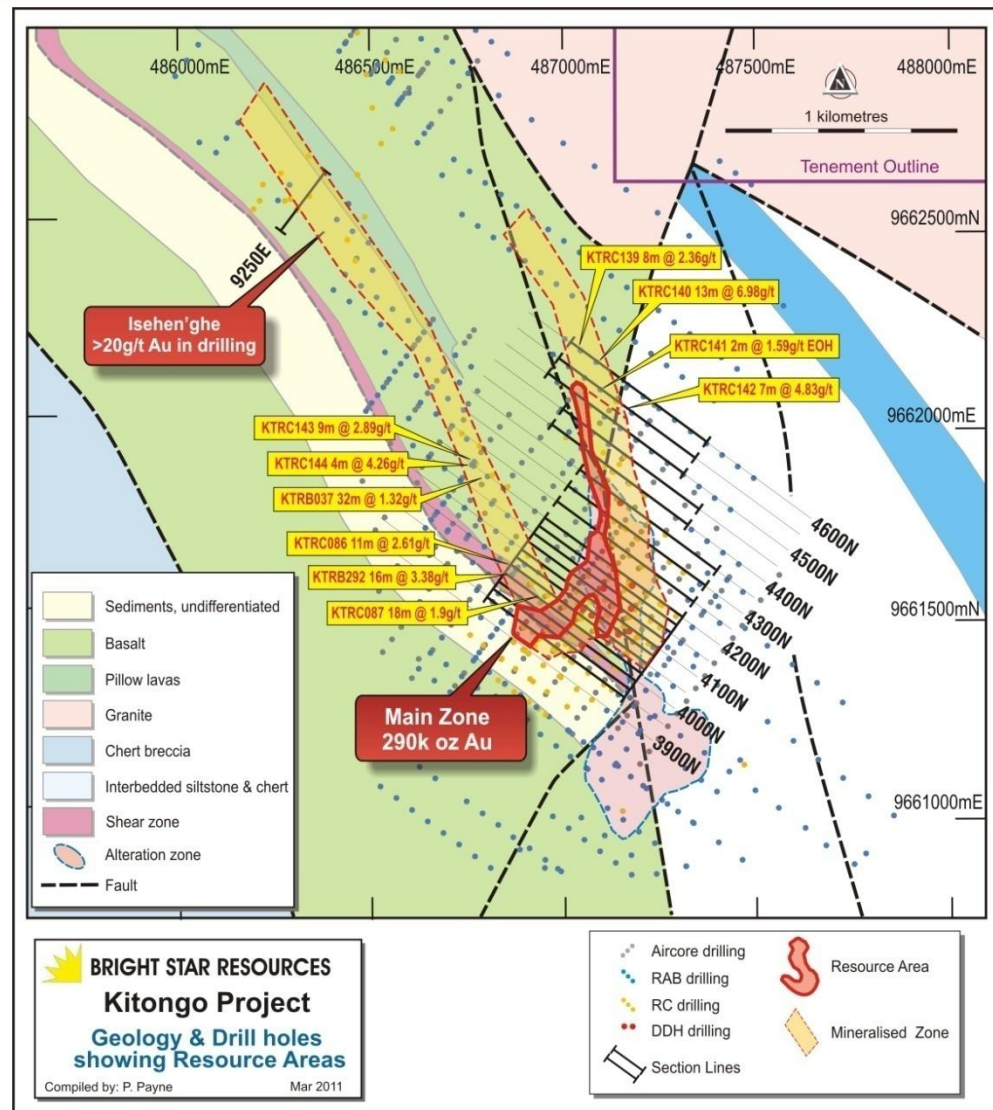 486000mE
486500mE
487000mE
487500mE
488000mE
N
1 kilometres
Tenement Outline
9662500mN
9250E
KTRC139 8m @ 2.36g/t
KTRC140 13m @ 6.98g/t
Isehen'ghe
>20g/t Au in drilling
KTRC141 2m @ 1.59g/t EOH
KTRC142 7m @ 4.83g/t
9662000mE
KTRC143 9m @ 2.89g/t
KTRC144 4m @ 4.26g/t
KTRB037 32m @ 1.32g/t
KTRC086 11m @ 2.61g/t
KTRB292 16m @ 3.38g/t
KTRC087 18m @ 1.9g/t
4600N
4500N
4400N
4300N
4200N
4100N
4000N
3900N
9661500mN
Main Zone
290k oz Au
9661000mE
Sediments, undifferentiated
Basalt
Pillow lavas
Granite
Chert breccia
Interbedded siltstone & chert
Shear zone
Alteration zone
Fault
BRIGHT STAR RESOURCES
Kitongo Project
Geology & Drill holes
showing Resource Areas
Compiled by: P. Payne Mar 2011
Aircore drilling
RAB drilling
RC drilling
DDH drilling
Section Lines
Resource Area
Mineralised Zone